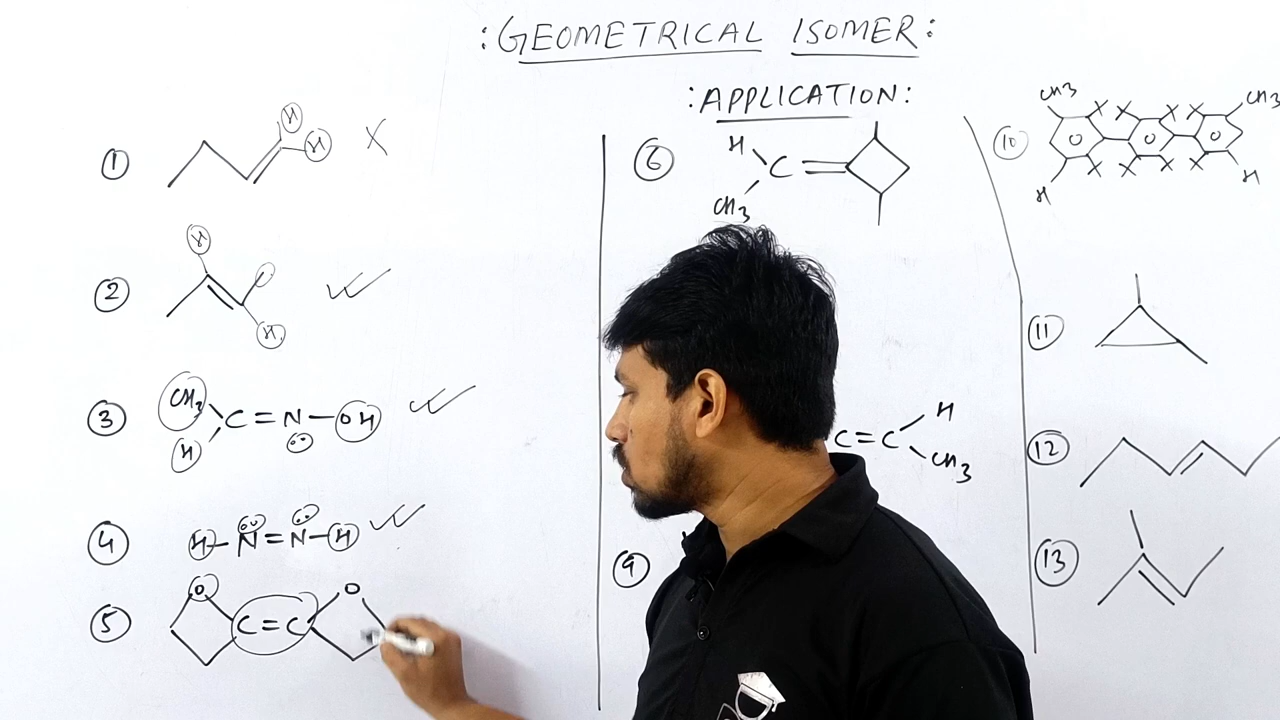 : GEOMETRICAL ISOMER :
: APPLICATION :
① H H X
② H H
③ CH3 H C = N — OH
④ H — N = N — H
⑤ O C = C O
⑥ H CH3 C
C = C H CH3
⑨
⑩ CH3 X X X X CH3 O O O X X X X H H
⑪
⑫
⑬